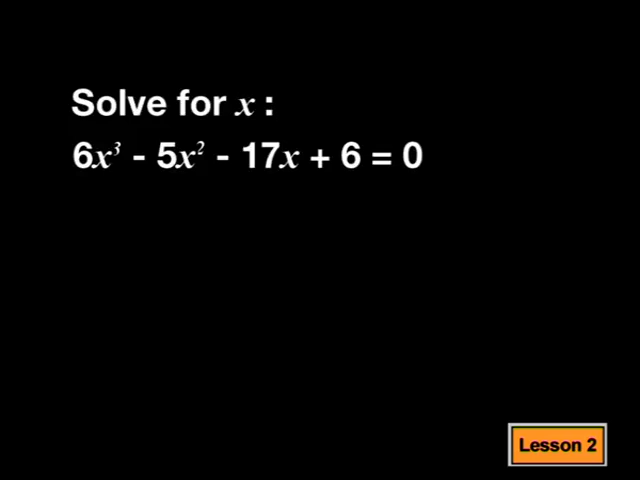 Solve for x :
6x³ - 5x² - 17x + 6 = 0
Lesson 2